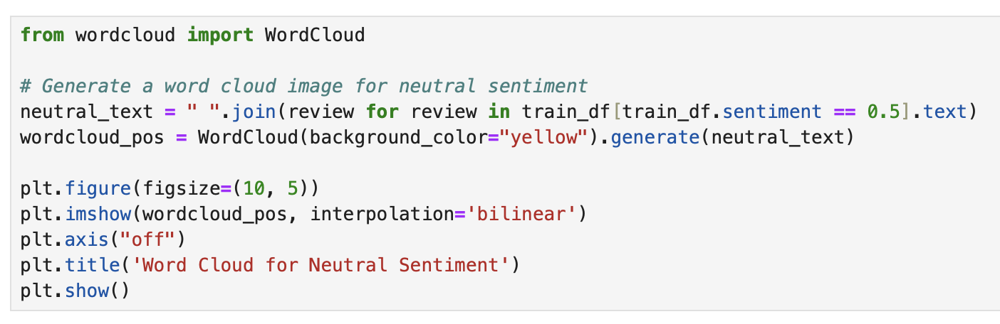 from wordcloud import WordCloud
# Generate a word cloud image for neutral sentiment
neutral_text = " ".join(review for review in train_df[train_df.sentiment == 0.5].text)
wordcloud_pos = WordCloud(background_color="yellow").generate(neutral_text)
plt.figure(figsize=(10, 5))
plt.imshow(wordcloud_pos, interpolation='bilinear')
plt.axis("off")
plt.title('Word Cloud for Neutral Sentiment')
plt.show()